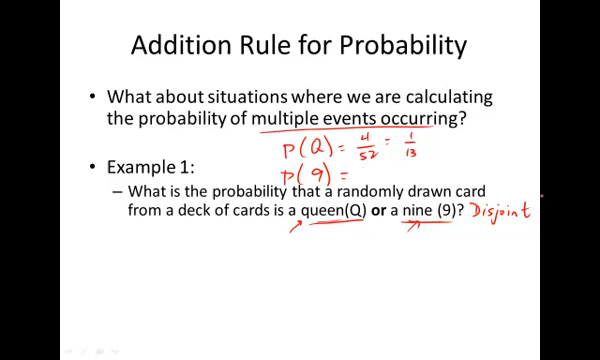 Addition Rule for Probability
• What about situations where we are calculating
the probability of multiple events occurring?
P(Q) = 4/52 = 1/13
• Example 1:
P(9) =
– What is the probability that a randomly drawn card
from a deck of cards is a queen(Q) or a nine (9)? Disjoint